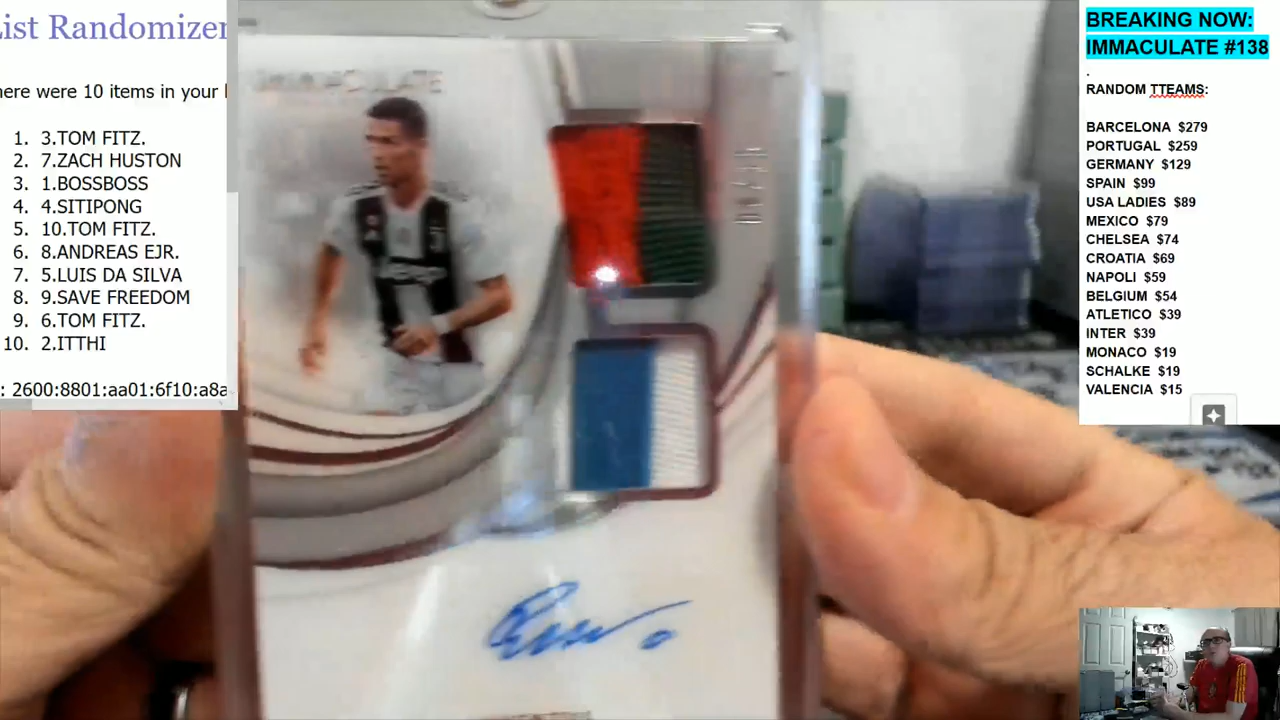 List Randomizer
There were 10 items in your l
1. 3.TOM FITZ.
2. 7.ZACH HUSTON
3. 1.BOSSBOSS
4. 4.SITIPONG
5. 10.TOM FITZ.
6. 8.ANDREAS EJR.
7. 5.LUIS DA SILVA
8. 9.SAVE FREEDOM
9. 6.TOM FITZ.
10. 2.ITTHI
: 2600:8801:aa01:6f10:a8a
IMMACULATE
Jeep
BREAKING NOW:
IMMACULATE #138
.
RANDOM TTEAMS:
BARCELONA $279
PORTUGAL $259
GERMANY $129
SPAIN $99
USA LADIES $89
MEXICO $79
CHELSEA $74
CROATIA $69
NAPOLI $59
BELGIUM $54
ATLETICO $39
INTER $39
MONACO $19
SCHALKE $19
VALENCIA $15